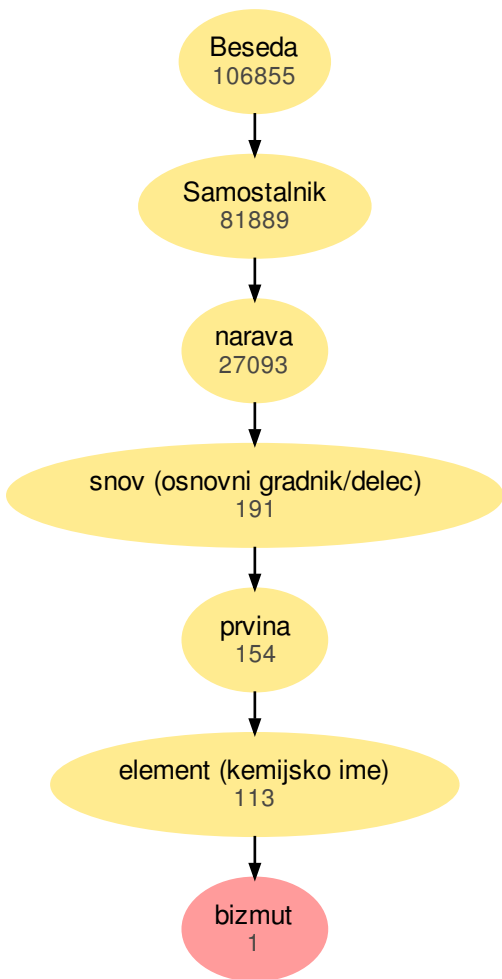 Beseda
106855
Samostalnik
81889
narava
27093
snov (osnovni gradnik/delec)
191
prvina
154
element (kemijsko ime)
113
bizmut
1